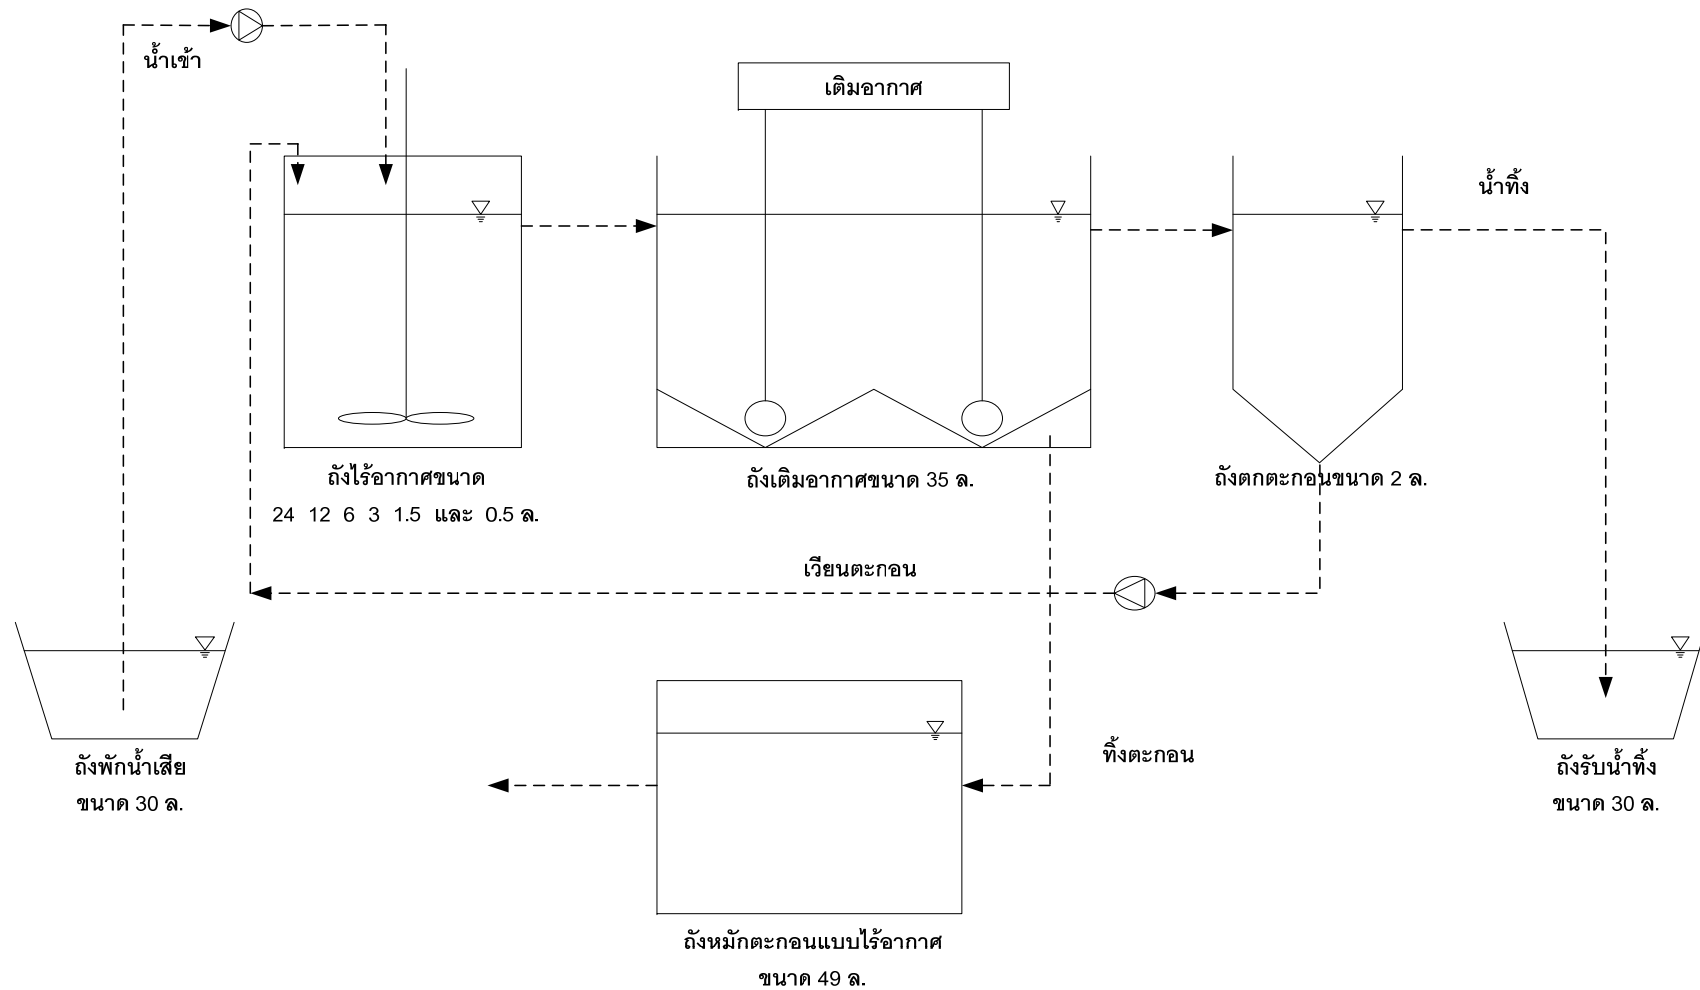 น้ำเข้า
เติมอากาศ
น้ำทิ้ง
ถังไร้อากาศขนาด
24 12 6 3 1.5 และ 0.5 ล.
ถังเติมอากาศขนาด 35 ล.
ถังตกตะกอนขนาด 2 ล.
เวียนตะกอน
ถังพักน้ำเสีย
ขนาด 30 ล.
ทิ้งตะกอน
ถังรับน้ำทิ้ง
ขนาด 30 ล.
ถังหมักตะกอนแบบไร้อากาศ
ขนาด 49 ล.